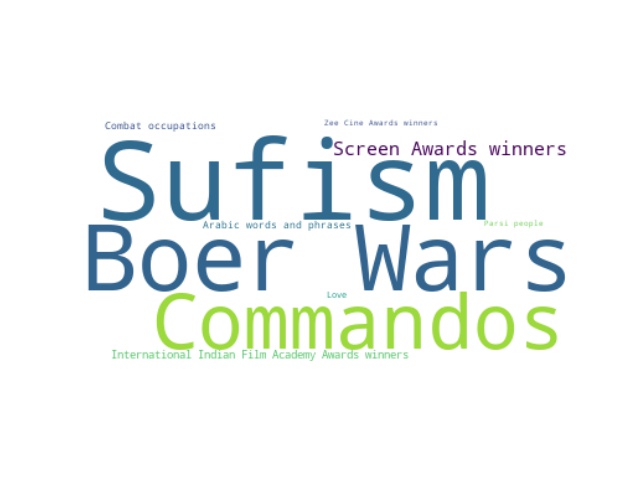 Combat occupations
Zee Cine Awards winners
Screen Awards winners
Sufism
Arabic words and phrases
Parsi people
Boer Wars
Love
Commandos
International Indian Film Academy Awards winners